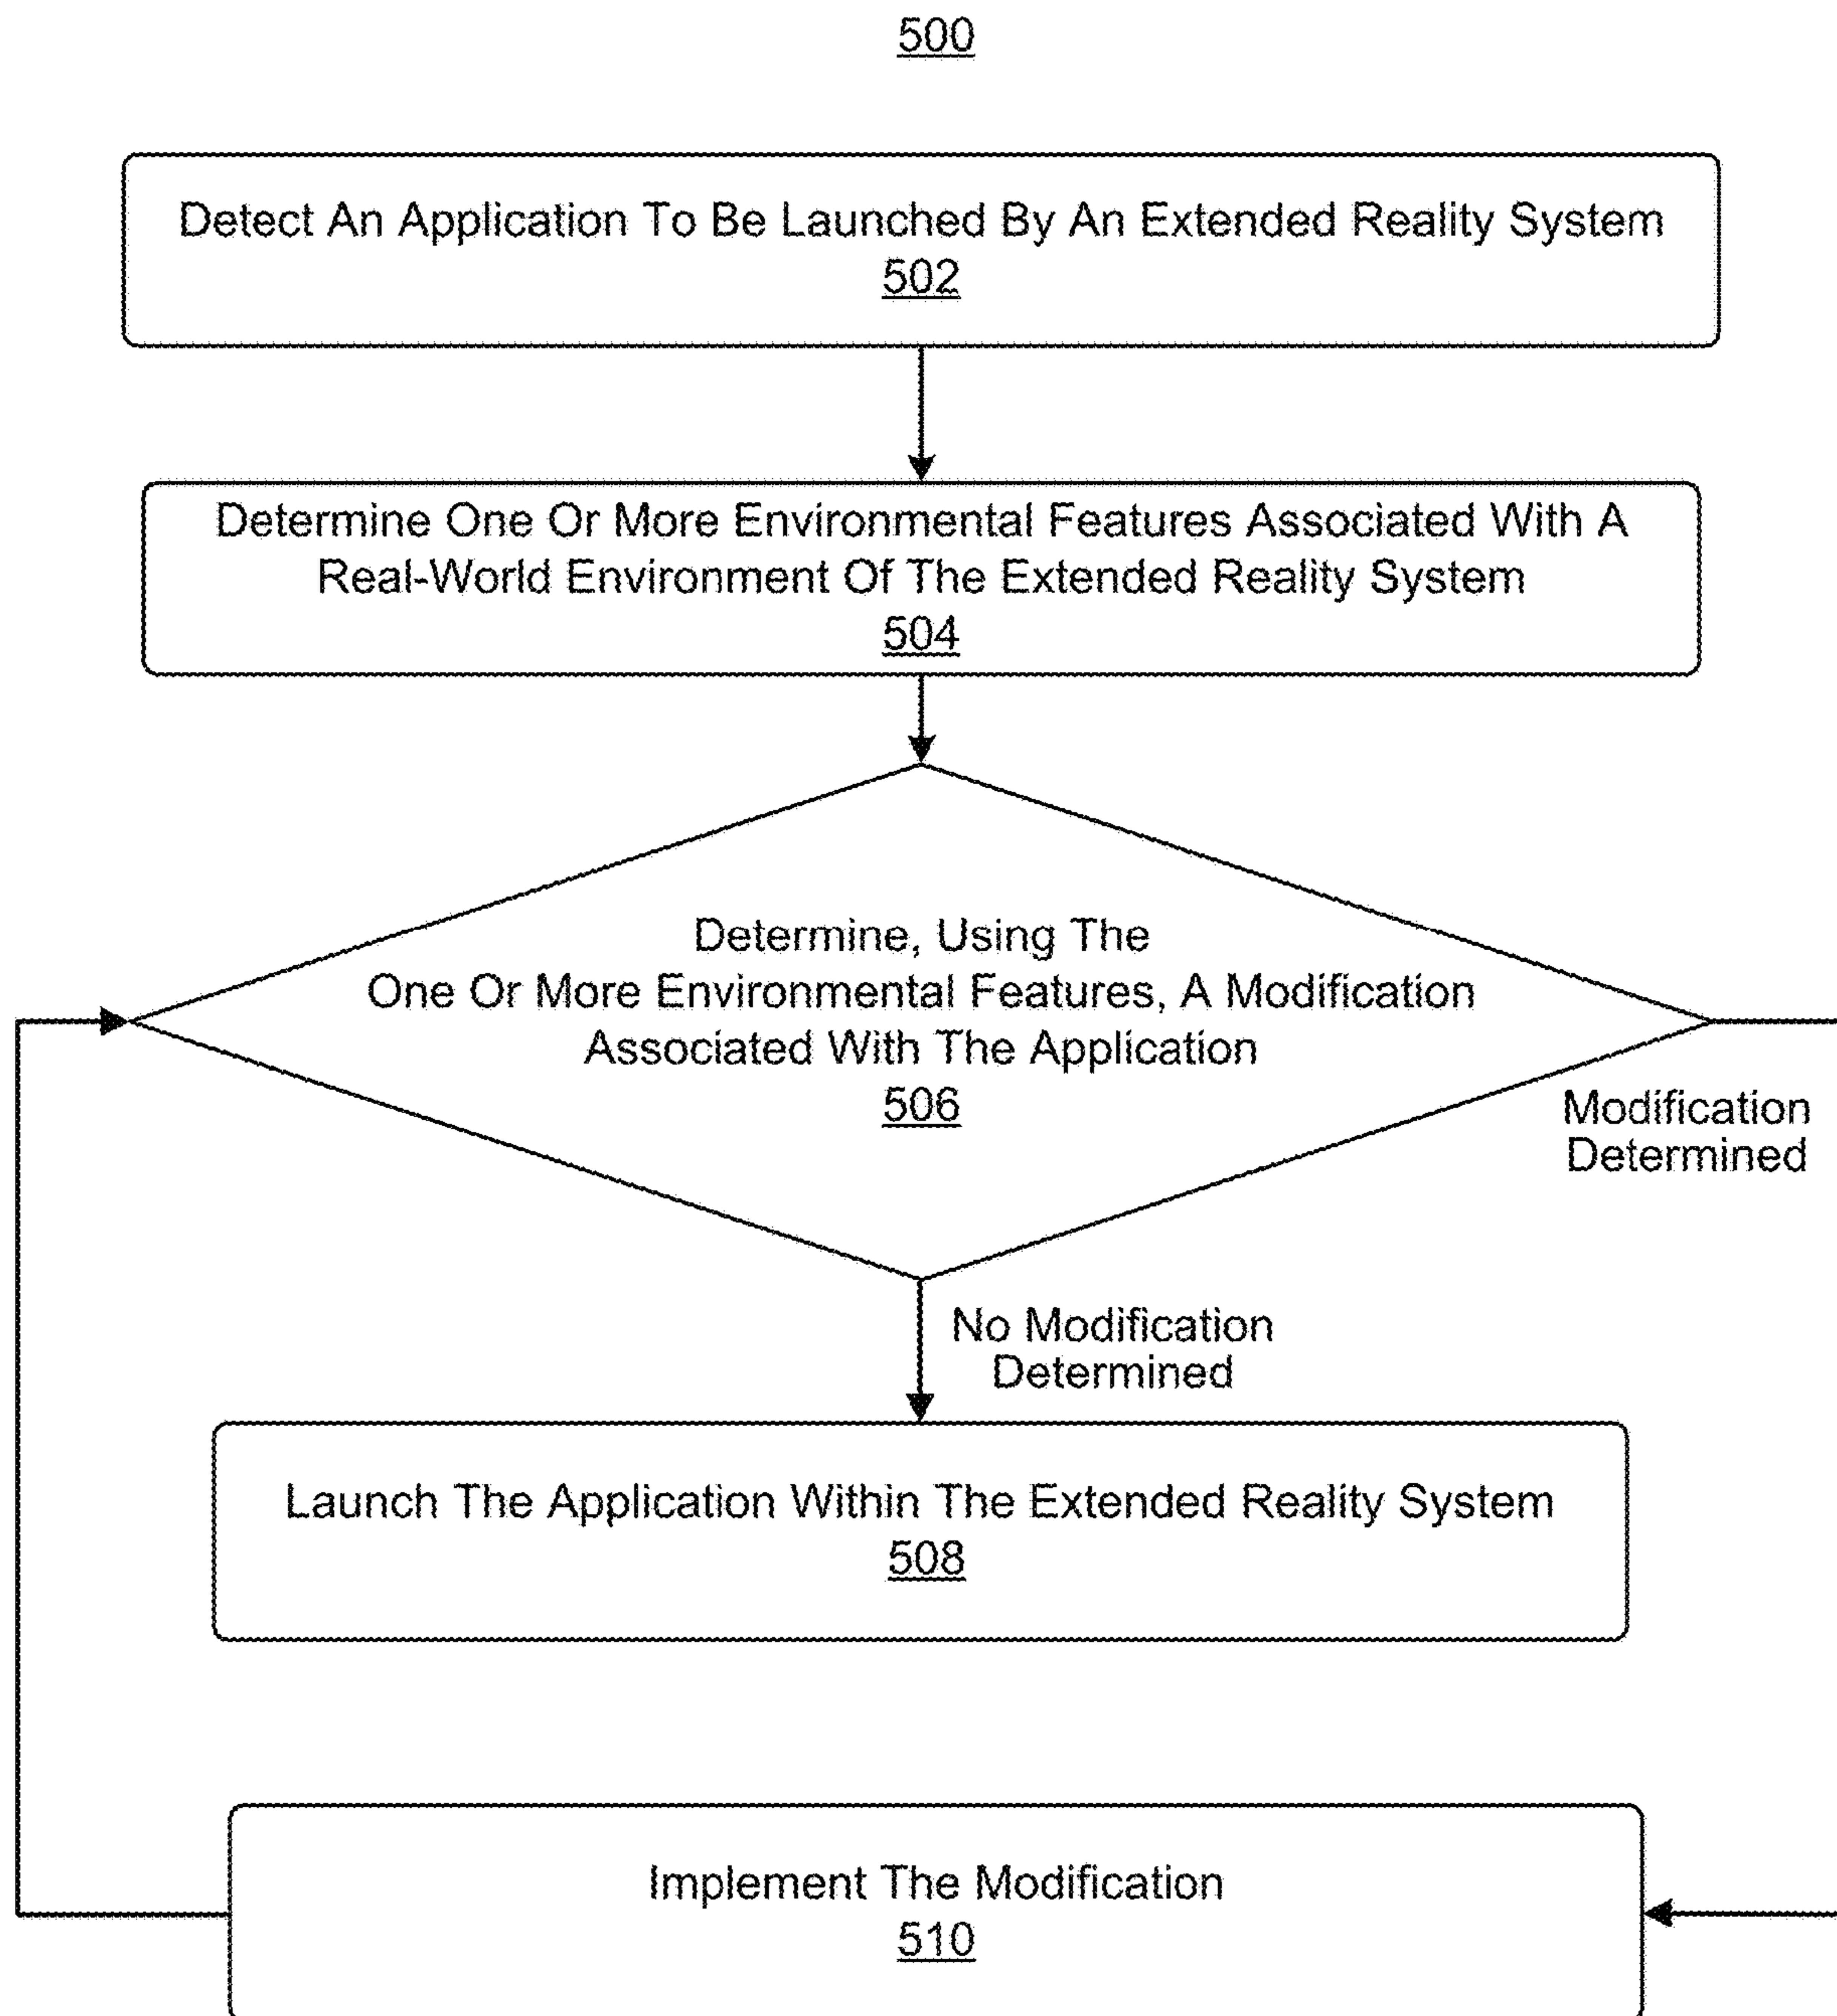 500
Detect An Application To Be Launched By An Extended Reality System
502
Determine One Or More Environmental Features Associated With A
Real-World Environment Of The Extended Reality System
504
Determine, Using The
One Or More Environmental Features, A Modification
Associated With The Application
506
Modification
Determined
No Modification
Determined
Launch The Application Within The Extended Reality System
508
Implement The Modification
510